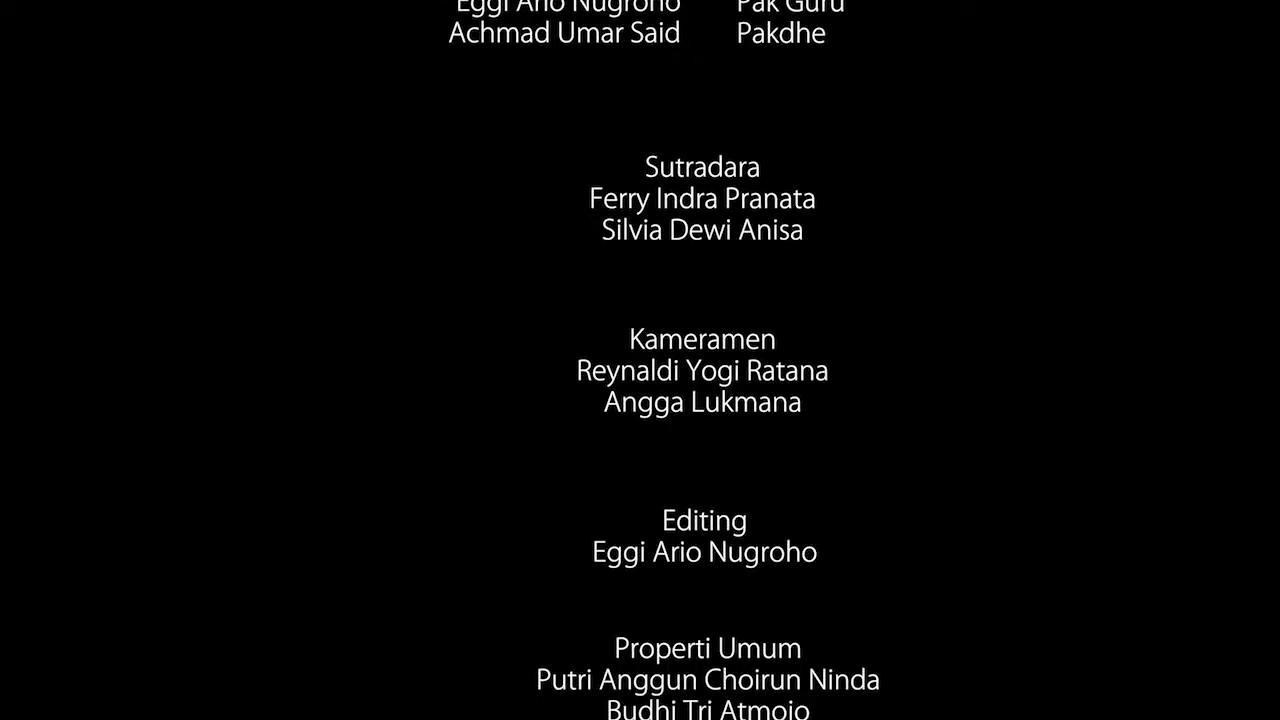 Eggi Ario Nugroho Pak Guru
Achmad Umar Said Pakdhe
Sutradara
Ferry Indra Pranata
Silvia Dewi Anisa
Kameramen
Reynaldi Yogi Ratana
Angga Lukmana
Editing
Eggi Ario Nugroho
Properti Umum
Putri Anggun Choirun Ninda
Budhi Tri Atmojo